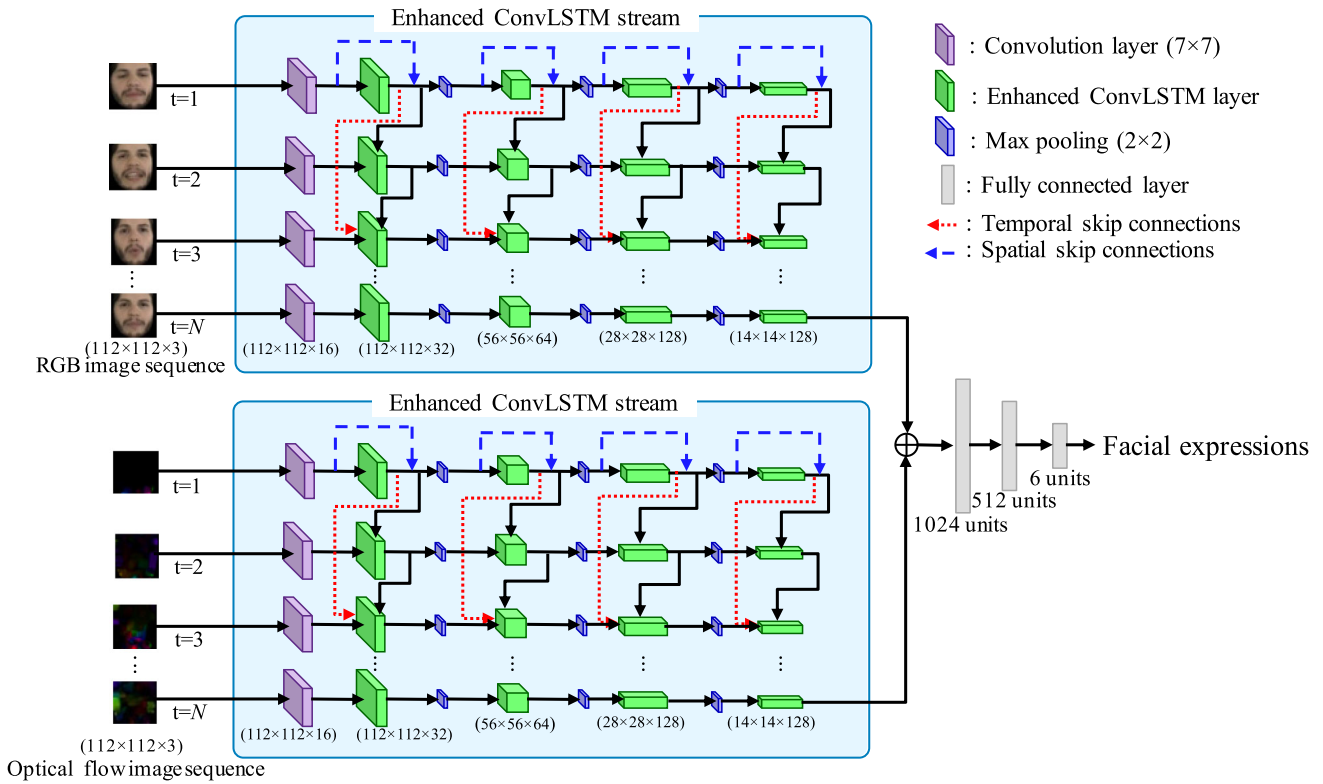 Enhanced ConvLSTM stream
t=1
t=2
t=3
t=N
(112×112×3)
RGB image sequence
(112×112×16)
(112×112×32)
(56×56×64)
(28×28×128)
(14×14×128)
: Convolution layer (7×7)
: Enhanced ConvLSTM layer
: Max pooling (2×2)
: Fully connected layer
: Temporal skip connections
: Spatial skip connections
Enhanced ConvLSTM stream
t=1
t=2
t=3
t=N
(112×112×3)
Optical flow image sequence
(112×112×16)
(112×112×32)
(56×56×64)
(28×28×128)
(14×14×128)
1024 units
512 units
6 units
Facial expressions